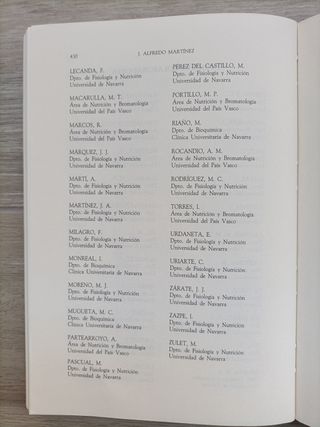 430
J. ALFREDO MARTÍNEZ
LECANDA, F.
Dpto. de Fisiología y Nutrición
Universidad de Navarra
MACARULLA, M. T.
Área de Nutrición y Bromatología
Universidad del País Vasco
MARCOS, R.
Área de Nutrición y Bromatología
Universidad del País Vasco
MÁRQUEZ, J. J.
Dpto. de Fisiología y Nutrición
Universidad de Navarra
MARTÍ, A.
Dpto. de Fisiología y Nutrición
Universidad de Navarra
MARTÍNEZ, J. A.
Dpto. de Fisiología y Nutrición
Universidad de Navarra
MILAGRO, F.
Dpto. de Fisiología y Nutrición
Universidad de Navarra
MONREAL, I.
Dpto. de Bioquímica
Clínica Universitaria de Navarra
MORENO, M. J.
Dpto. de Fisiología y Nutrición
Universidad de Navarra
MUGUETA, M. C.
Dpto. de Bioquímica
Clínica Universitaria de Navarra
PARTEARROYO, A.
Área de Nutrición y Bromatología
Universidad del País Vasco
PASCUAL, M.
Dpto. de Fisiología y Nutrición
Universidad de Navarra
PÉREZ DEL CASTILLO, M.
Dpto. de Fisiología y Nutrición
Universidad de Navarra
PORTILLO, M. P.
Área de Nutrición y Bromatología
Universidad del País Vasco
RIAÑO, M.
Dpto. de Bioquímica
Clínica Universitaria de Navarra
ROCANDIO, A. M.
Área de Nutrición y Bromatología
Universidad del País Vasco
RODRÍGUEZ, M. C.
Dpto. de Fisiología y Nutrición
Universidad de Navarra
TORRES, I.
Área de Nutrición y Bromatología
Universidad del País Vasco
URDANETA, E.
Dpto. de Fisiología y Nutrición
Universidad de Navarra
URIARTE, C.
Dpto. de Fisiología y Nutrición
Universidad de Navarra
ZÁRATE, J. J.
Dpto. de Fisiología y Nutrición
Universidad de Navarra
ZAZPE, I.
Dpto. de Fisiología y Nutrición
Universidad de Navarra
ZULET, M.
Dpto. de Fisiología y Nutrición
Universidad de Navarra